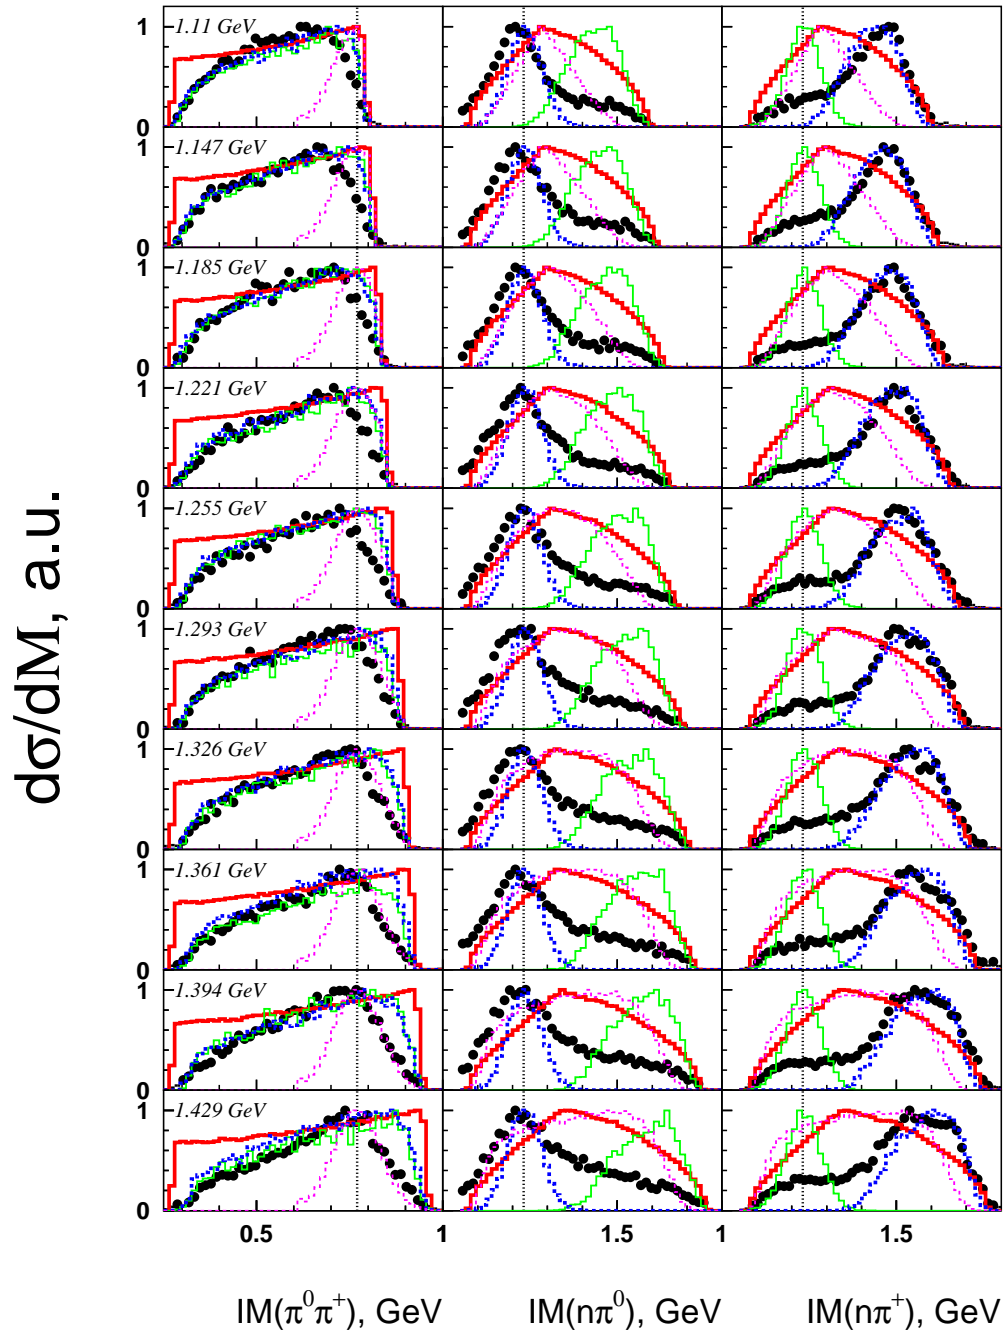 1.11 GeV
1
0
1.147 GeV
1
0
1.185 GeV
1
0
1.221 GeV
1
0
1.255 GeV
1
0
1.293 GeV
1
0
1.326 GeV
1
0
1.361 GeV
1
0
1.394 GeV
1
0
1.429 GeV
1
0
dσ/dM, a.u.
0.5 1 1.5 1 1.5
IM(π⁰π⁺), GeV IM(nπ⁰), GeV IM(nπ⁺), GeV